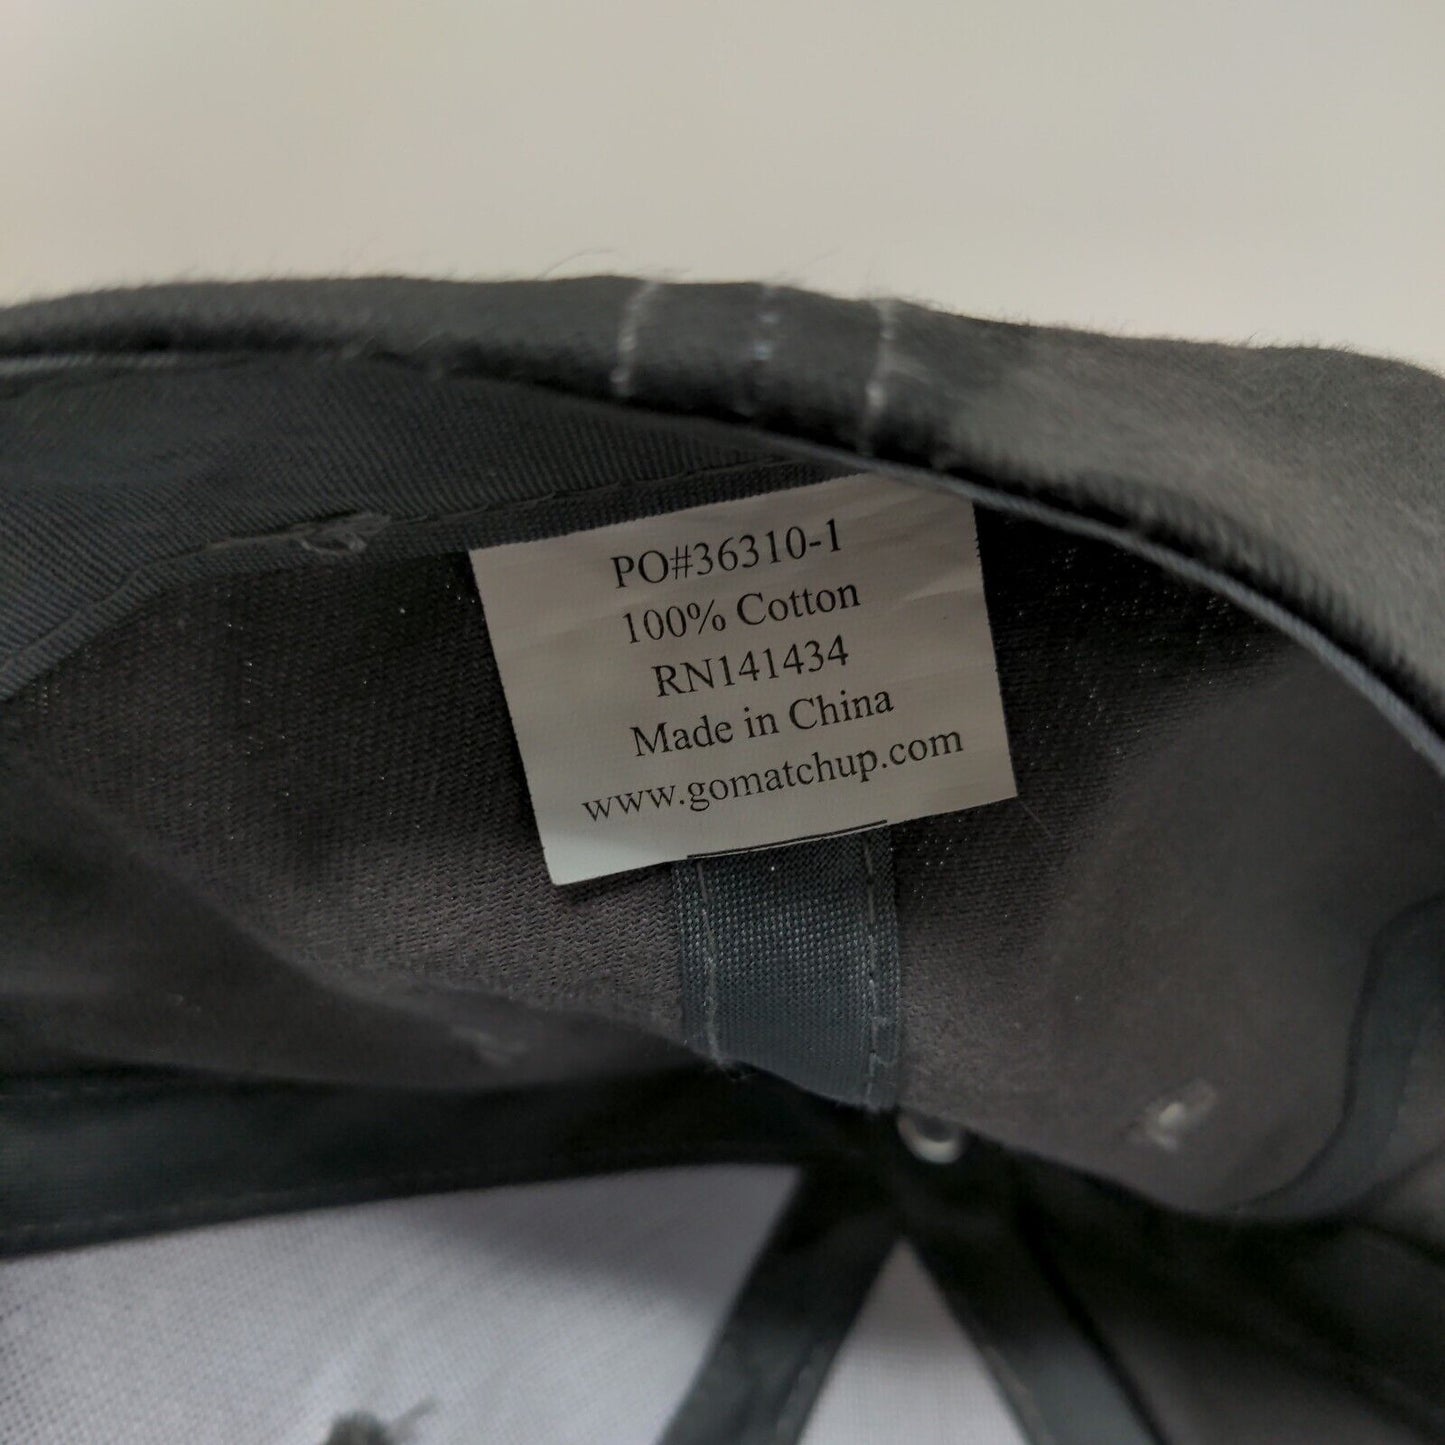 PO#36310-1
100% Cotton
RN141434
Made in China
www.gomatchup.com